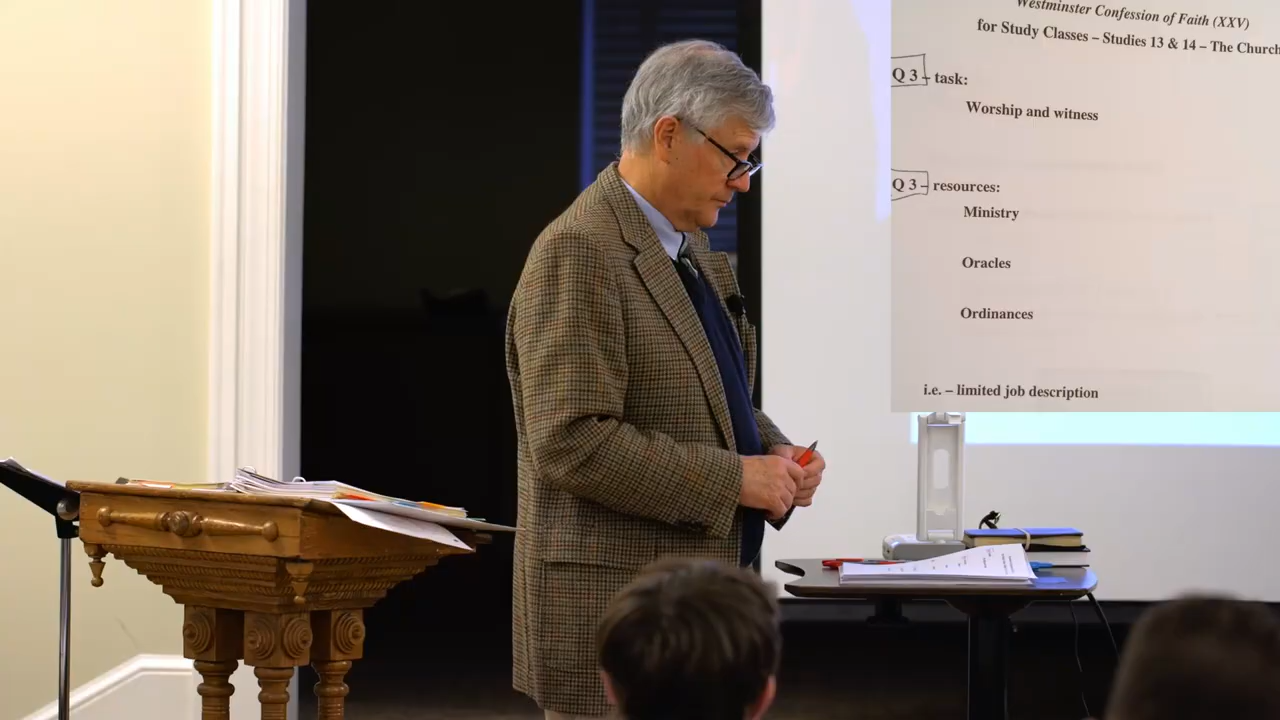 Westminster Confession of Faith (XXV)
for Study Classes – Studies 13 & 14 – The Church
Q 3 – task:
Worship and witness
Q 3 – resources:
Ministry
Oracles
Ordinances
i.e. – limited job description